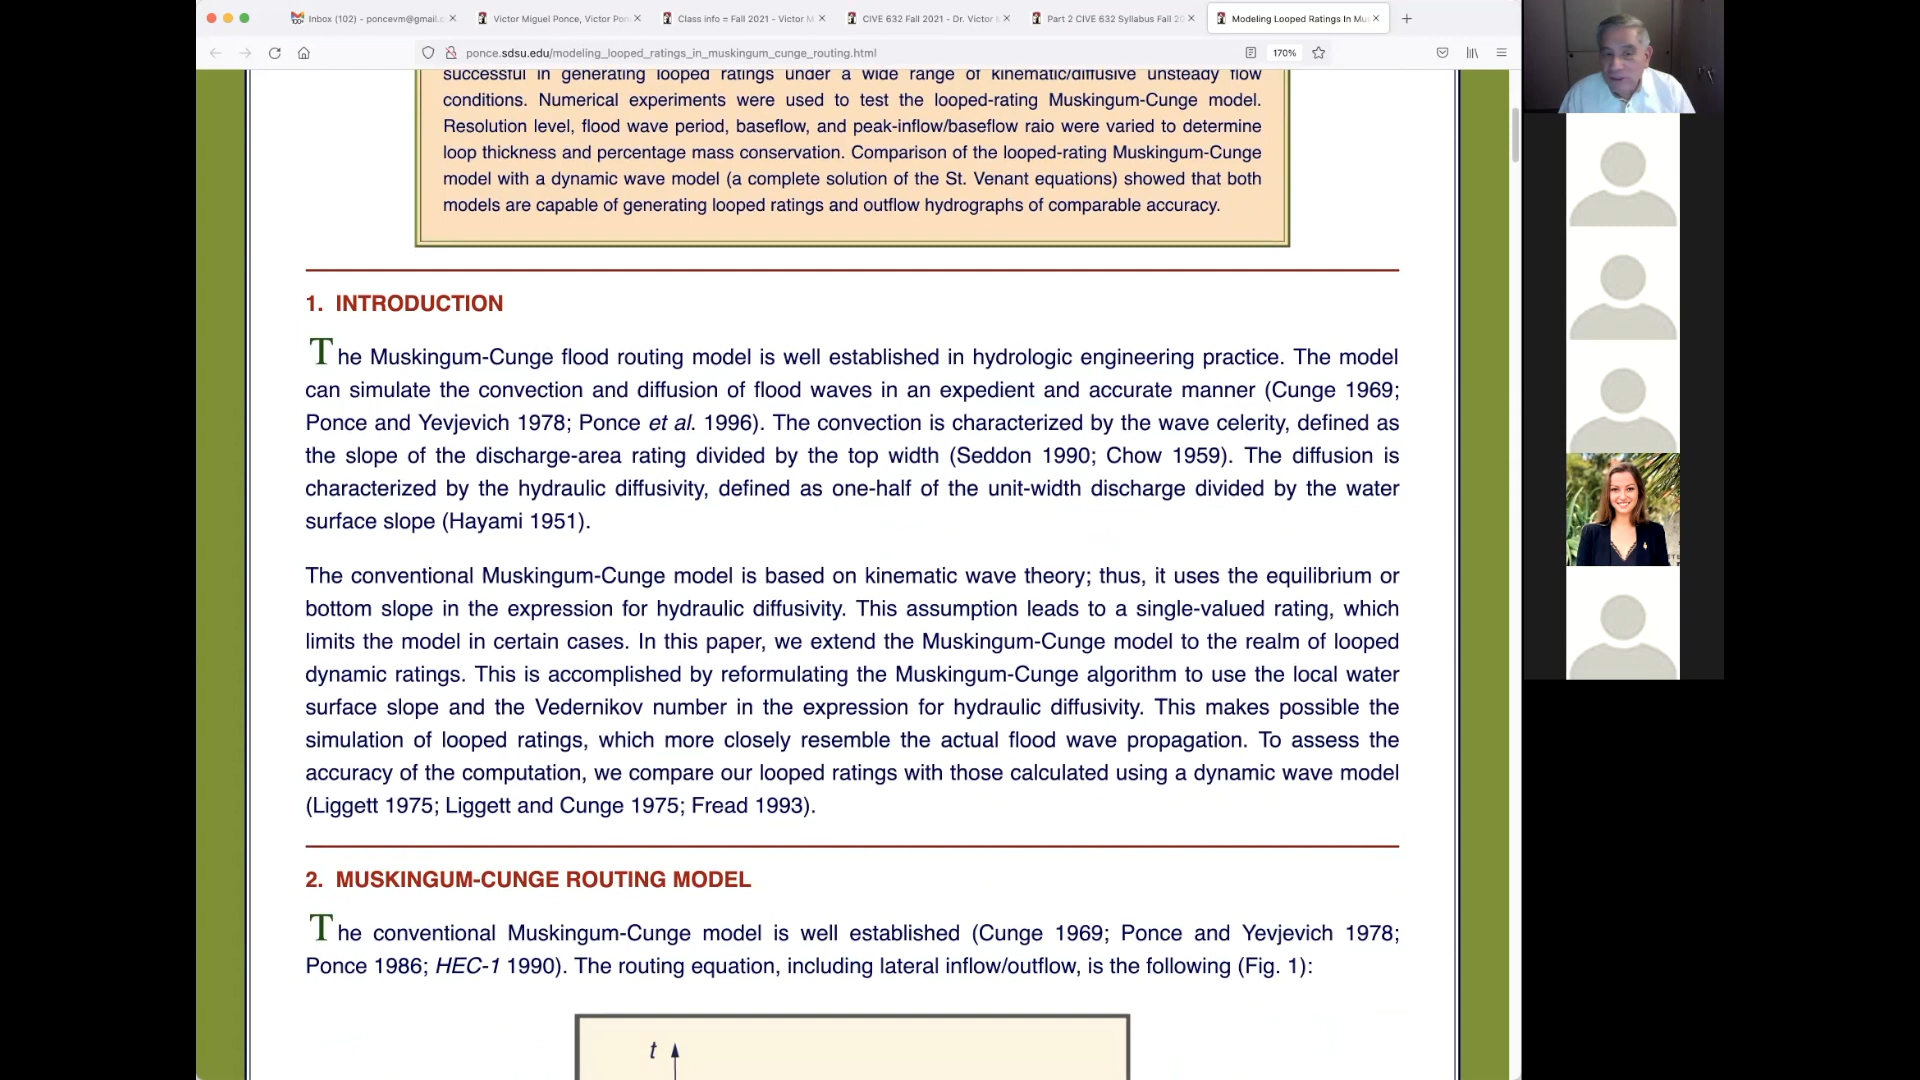 Inbox (102) - poncevm@gmail.c
Victor Miguel Ponce, Victor Pon
Class info = Fall 2021 - Victor M
CIVE 632 Fall 2021 - Dr. Victor
Part 2 CIVE 632 Syllabus Fall 20
Modeling Looped Ratings In Mus
ponce.sdsu.edu/modeling_looped_ratings_in_muskingum_cunge_routing.html
170%
successful in generating looped ratings under a wide range of kinematic/diffusive unsteady flow
conditions. Numerical experiments were used to test the looped-rating Muskingum-Cunge model.
Resolution level, flood wave period, baseflow, and peak-inflow/baseflow raio were varied to determine
loop thickness and percentage mass conservation. Comparison of the looped-rating Muskingum-Cunge
model with a dynamic wave model (a complete solution of the St. Venant equations) showed that both
models are capable of generating looped ratings and outflow hydrographs of comparable accuracy.
1. INTRODUCTION
The Muskingum-Cunge flood routing model is well established in hydrologic engineering practice. The model
can simulate the convection and diffusion of flood waves in an expedient and accurate manner (Cunge 1969;
Ponce and Yevjevich 1978; Ponce et al. 1996). The convection is characterized by the wave celerity, defined as
the slope of the discharge-area rating divided by the top width (Seddon 1990; Chow 1959). The diffusion is
characterized by the hydraulic diffusivity, defined as one-half of the unit-width discharge divided by the water
surface slope (Hayami 1951).
The conventional Muskingum-Cunge model is based on kinematic wave theory; thus, it uses the equilibrium or
bottom slope in the expression for hydraulic diffusivity. This assumption leads to a single-valued rating, which
limits the model in certain cases. In this paper, we extend the Muskingum-Cunge model to the realm of looped
dynamic ratings. This is accomplished by reformulating the Muskingum-Cunge algorithm to use the local water
surface slope and the Vedernikov number in the expression for hydraulic diffusivity. This makes possible the
simulation of looped ratings, which more closely resemble the actual flood wave propagation. To assess the
accuracy of the computation, we compare our looped ratings with those calculated using a dynamic wave model
(Liggett 1975; Liggett and Cunge 1975; Fread 1993).
2. MUSKINGUM-CUNGE ROUTING MODEL
The conventional Muskingum-Cunge model is well established (Cunge 1969; Ponce and Yevjevich 1978;
Ponce 1986; HEC-1 1990). The routing equation, including lateral inflow/outflow, is the following (Fig. 1):
t